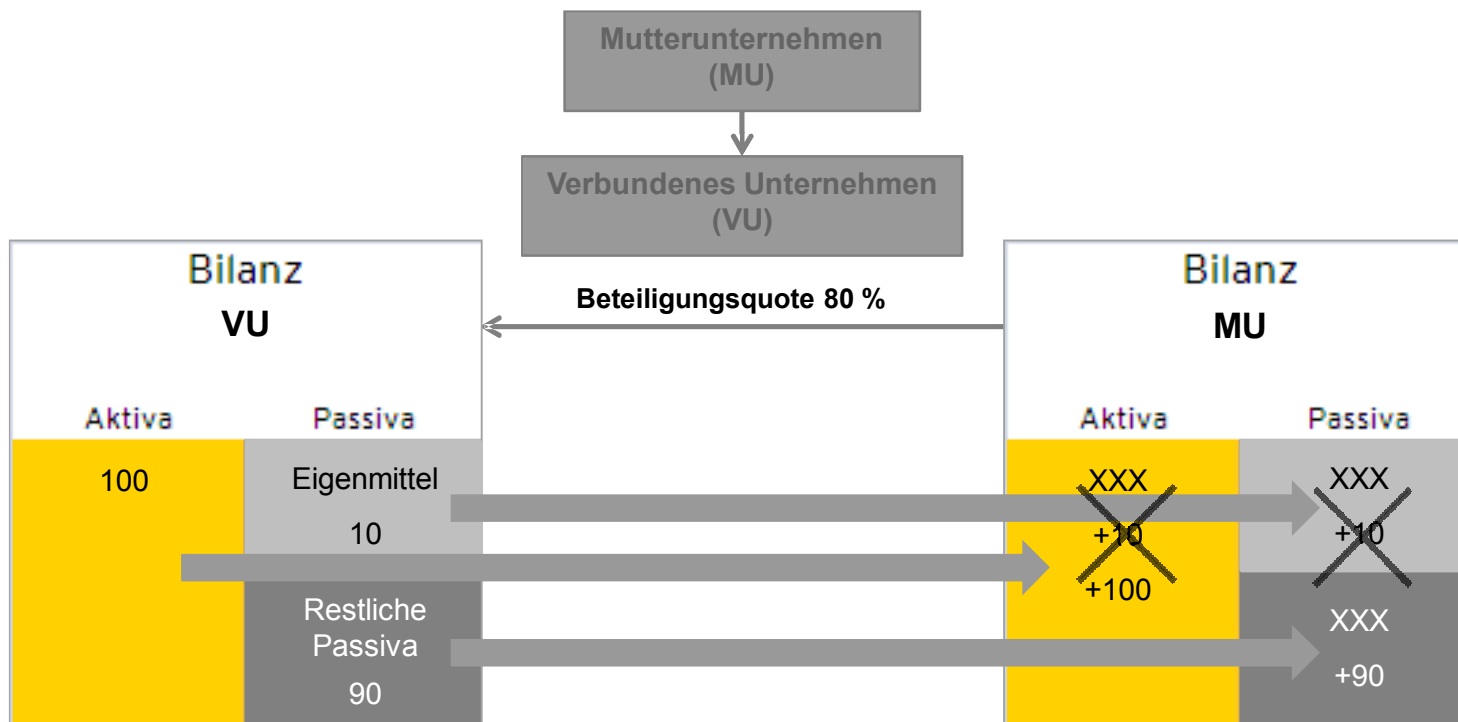 Mutterunternehmen
(MU)
Verbundenes Unternehmen
(VU)
Bilanz
VU
Beteiligungsquote 80 %
Bilanz
MU
Aktiva
Passiva
Aktiva
Passiva
100
Eigenmittel
10
Restliche
Passiva
90
XXX
+10
+100
XXX
+10
XXX
+90